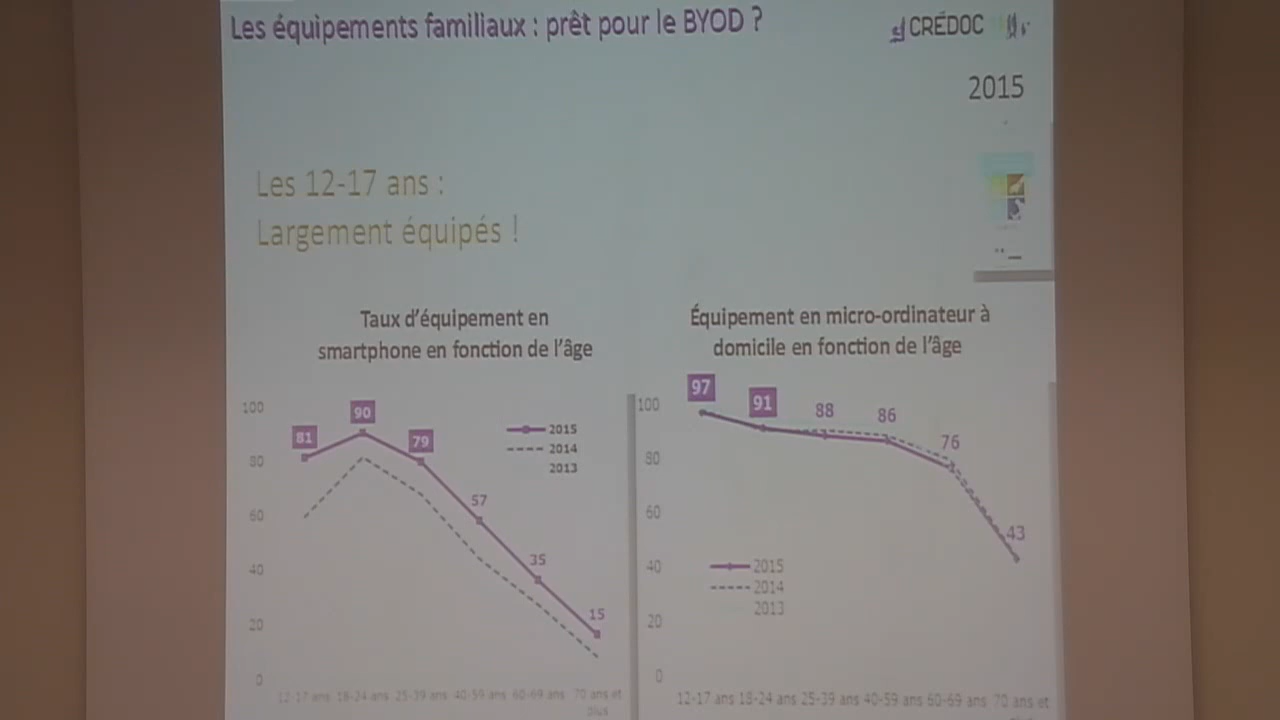 Les équipements familiaux : prêt pour le BYOD ?
CRÉDOC
2015
Les 12-17 ans :
Largement équipés !
Taux d'équipement en
smartphone en fonction de l'âge
100
80
60
40
20
0
81
90
79
57
35
15
2015
2014
2013
12-17 ans 18-24 ans 25-39 ans 40-59 ans 60-69 ans 70 ans et
plus
Équipement en micro-ordinateur à
domicile en fonction de l'âge
100
80
60
40
20
0
97
91
88
86
76
43
2015
2014
2013
12-17 ans 18-24 ans 25-39 ans 40-59 ans 60-69 ans 70 ans et